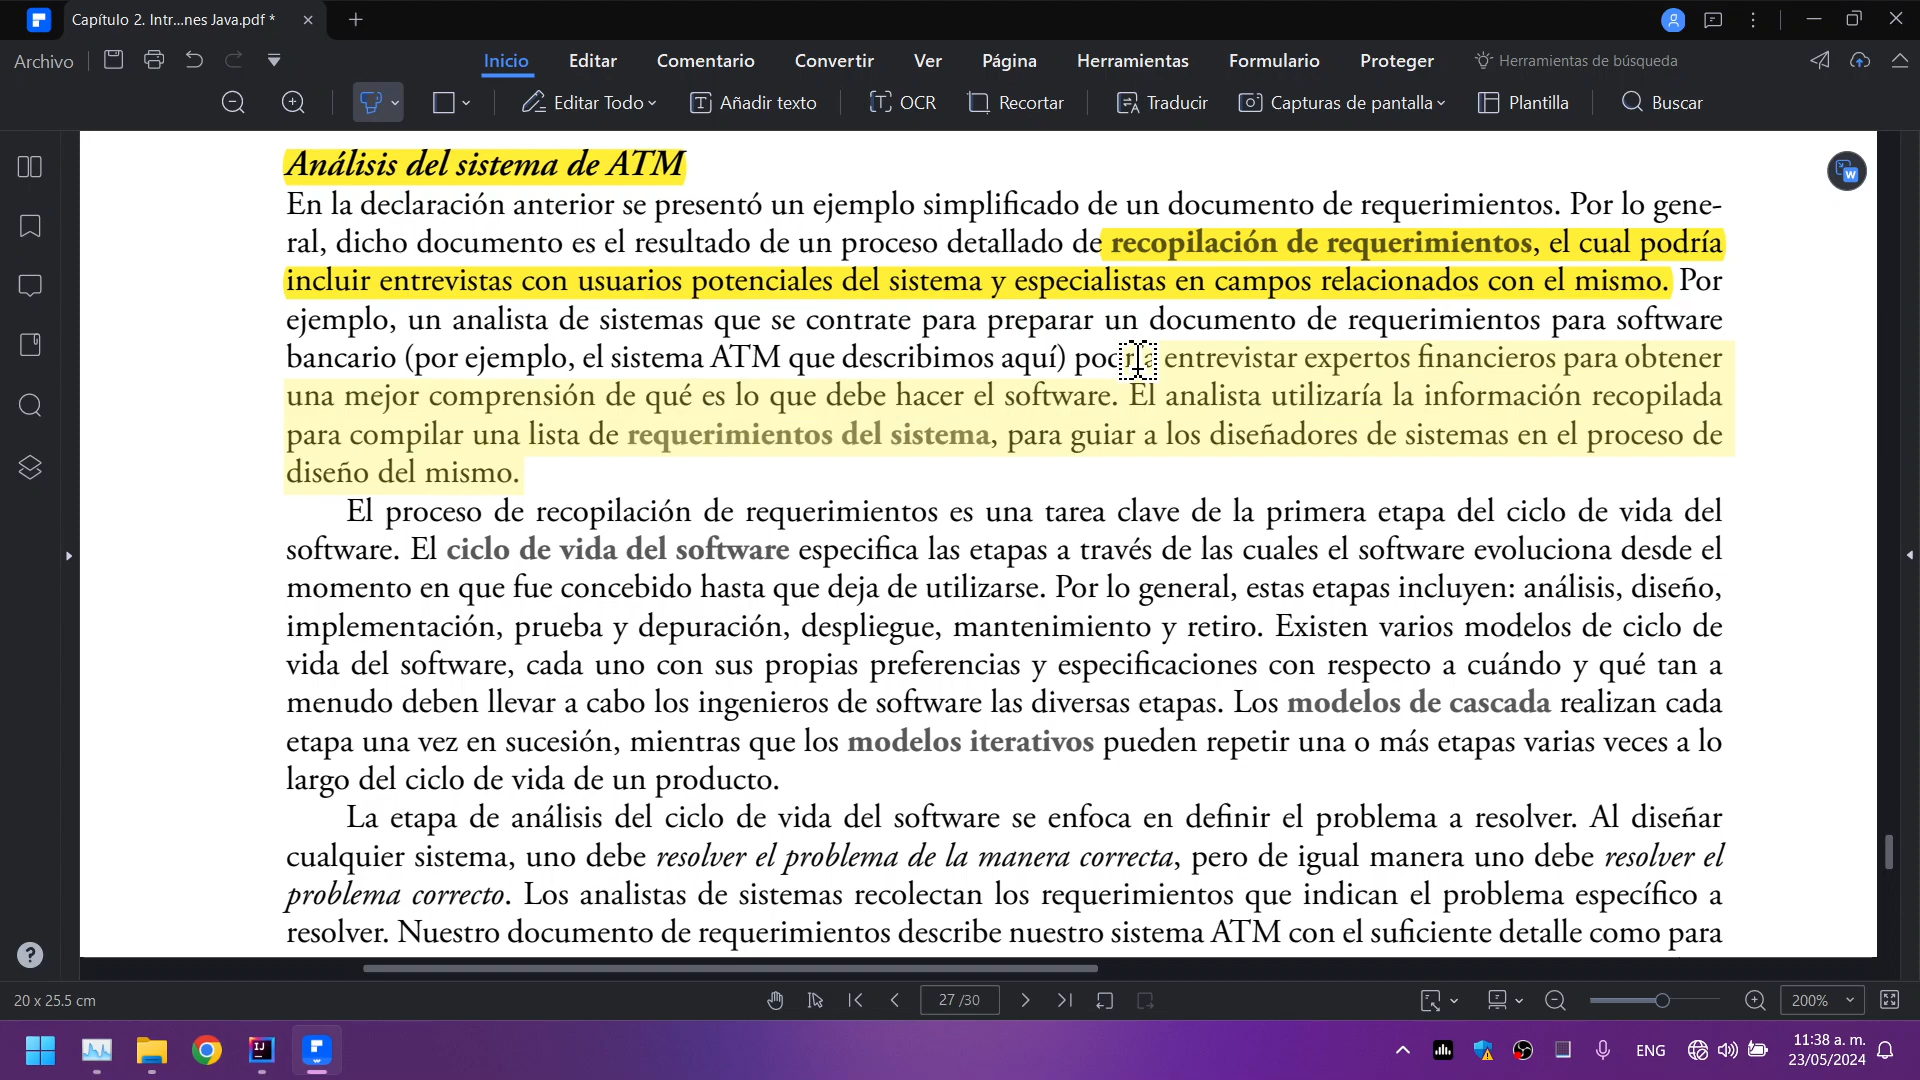 Capítulo 2. Intr...nes Java.pdf *
Archivo
Inicio
Editar
Comentario
Convertir
Ver
Página
Herramientas
Formulario
Proteger
Herramientas de búsqueda
Editar Todo
Añadir texto
OCR
Recortar
Traducir
Capturas de pantalla
Plantilla
Buscar
Análisis del sistema de ATM
En la declaración anterior se presentó un ejemplo simplificado de un documento de requerimientos. Por lo gene-
ral, dicho documento es el resultado de un proceso detallado de recopilación de requerimientos, el cual podría
incluir entrevistas con usuarios potenciales del sistema y especialistas en campos relacionados con el mismo. Por
ejemplo, un analista de sistemas que se contrate para preparar un documento de requerimientos para software
bancario (por ejemplo, el sistema ATM que describimos aquí) podría entrevistar expertos financieros para obtener
una mejor comprensión de qué es lo que debe hacer el software. El analista utilizaría la información recopilada
para compilar una lista de requerimientos del sistema, para guiar a los diseñadores de sistemas en el proceso de
diseño del mismo.
El proceso de recopilación de requerimientos es una tarea clave de la primera etapa del ciclo de vida del
software. El ciclo de vida del software especifica las etapas a través de las cuales el software evoluciona desde el
momento en que fue concebido hasta que deja de utilizarse. Por lo general, estas etapas incluyen: análisis, diseño,
implementación, prueba y depuración, despliegue, mantenimiento y retiro. Existen varios modelos de ciclo de
vida del software, cada uno con sus propias preferencias y especificaciones con respecto a cuándo y qué tan a
menudo deben llevar a cabo los ingenieros de software las diversas etapas. Los modelos de cascada realizan cada
etapa una vez en sucesión, mientras que los modelos iterativos pueden repetir una o más etapas varias veces a lo
largo del ciclo de vida de un producto.
La etapa de análisis del ciclo de vida del software se enfoca en definir el problema a resolver. Al diseñar
cualquier sistema, uno debe resolver el problema de la manera correcta, pero de igual manera uno debe resolver el
problema correcto. Los analistas de sistemas recolectan los requerimientos que indican el problema específico a
resolver. Nuestro documento de requerimientos describe nuestro sistema ATM con el suficiente detalle como para
20 x 25.5 cm
27 /30
200%
ENG
11:38 a. m.
23/05/2024